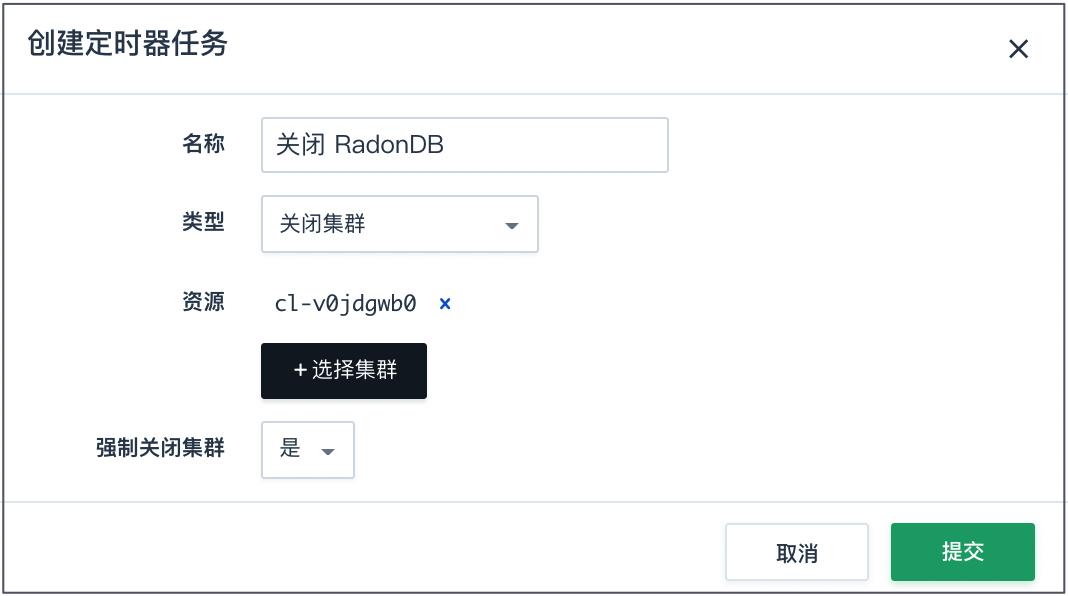 创建定时器任务
名称 关闭 RadonDB
类型 关闭集群
资源 cl-v0jdgwb0 ×
+ 选择集群
强制关闭集群 是
取消 提交